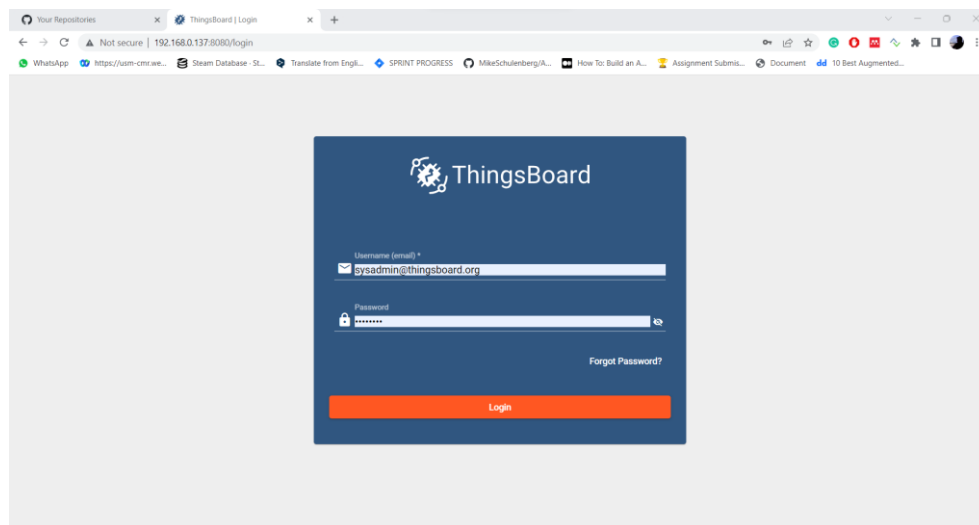 Your Repositories ThingsBoard | Login
Not secure | 192.168.0.137:8080/login
WhatsApp https://usm-cmr.we... Steam Database - St... Translate from Engli... SPRINT PROGRESS MikeSchulenberg/A... How To: Build an A... Assignment Submis... Document dd 10 Best Augmented...
ThingsBoard
Username (email) *
sysadmin@thingsboard.org
Password
••••••••
Forgot Password?
Login